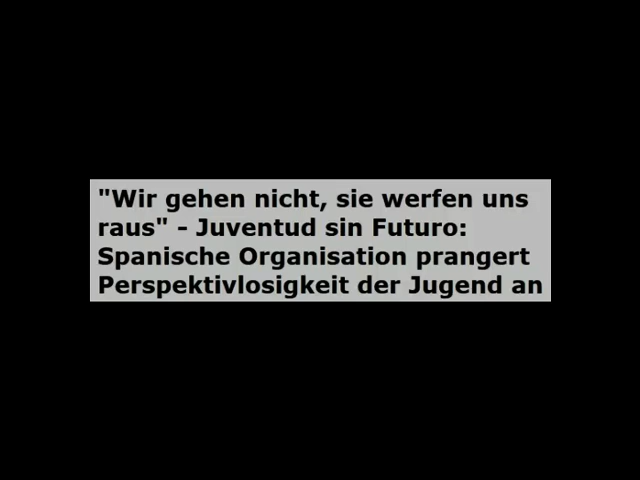 "Wir gehen nicht, sie werfen uns
raus" - Juventud sin Futuro:
Spanische Organisation prangert
Perspektivlosigkeit der Jugend an